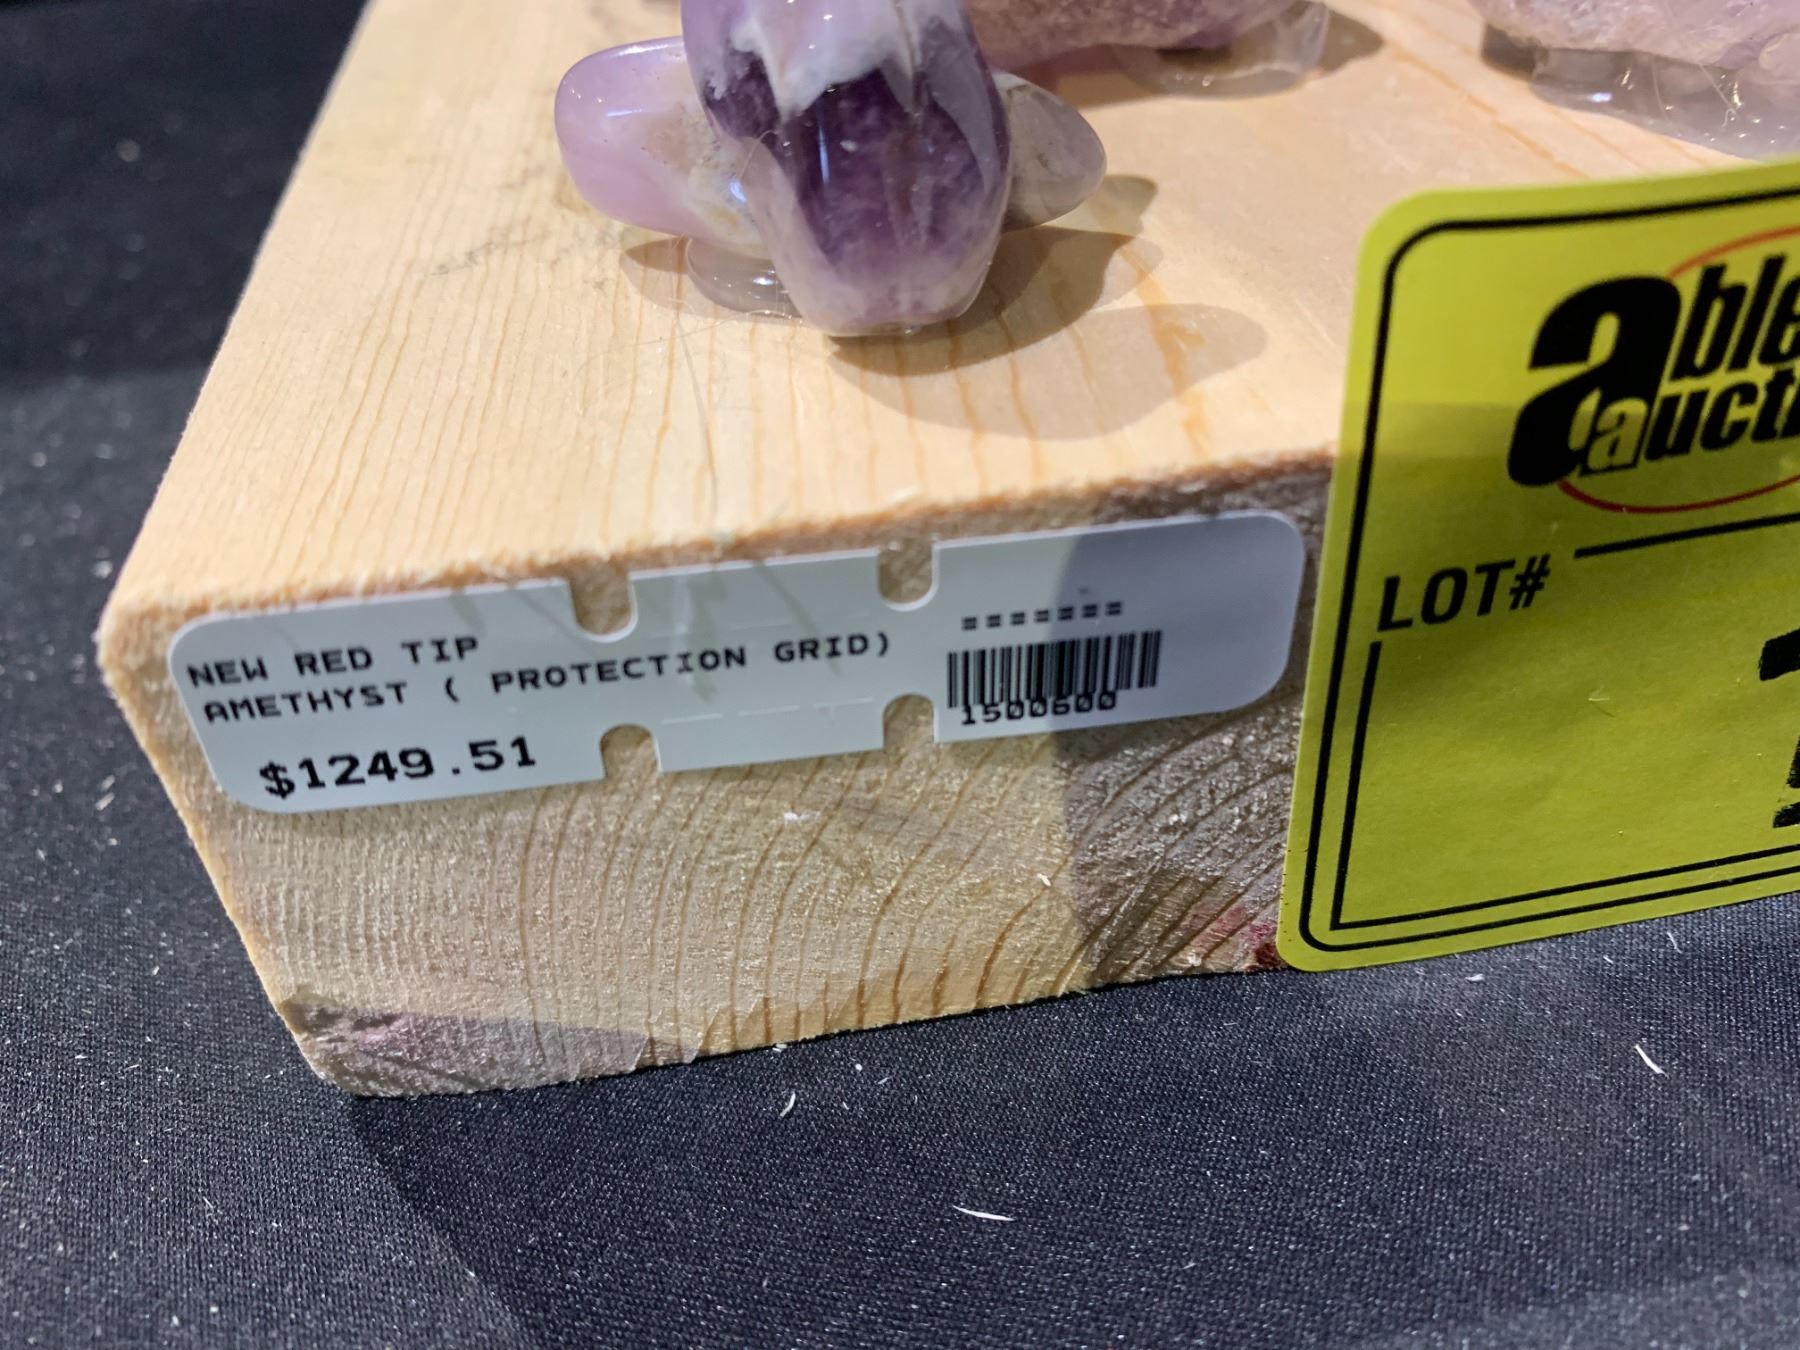 NEW RED TIP
AMETHYST ( PROTECTION GRID)
$1249.51
=======
1500600
able
auct
LOT#